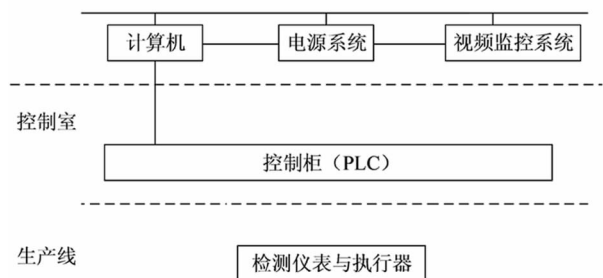 计算机
电源系统
视频监控系统
控制室
控制柜（PLC）
生产线
检测仪表与执行器